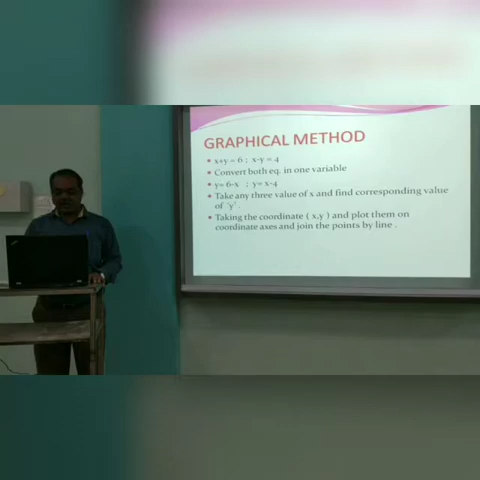 GRAPHICAL METHOD
• x+y = 6 ; x-y = 4
• Convert both eq. in one variable
• y= 6-x ; y= x-4
• Take any three value of x and find corresponding value
of 'y' .
• Taking the coordinate ( x,y ) and plot them on
coordinate axes and join the points by line .